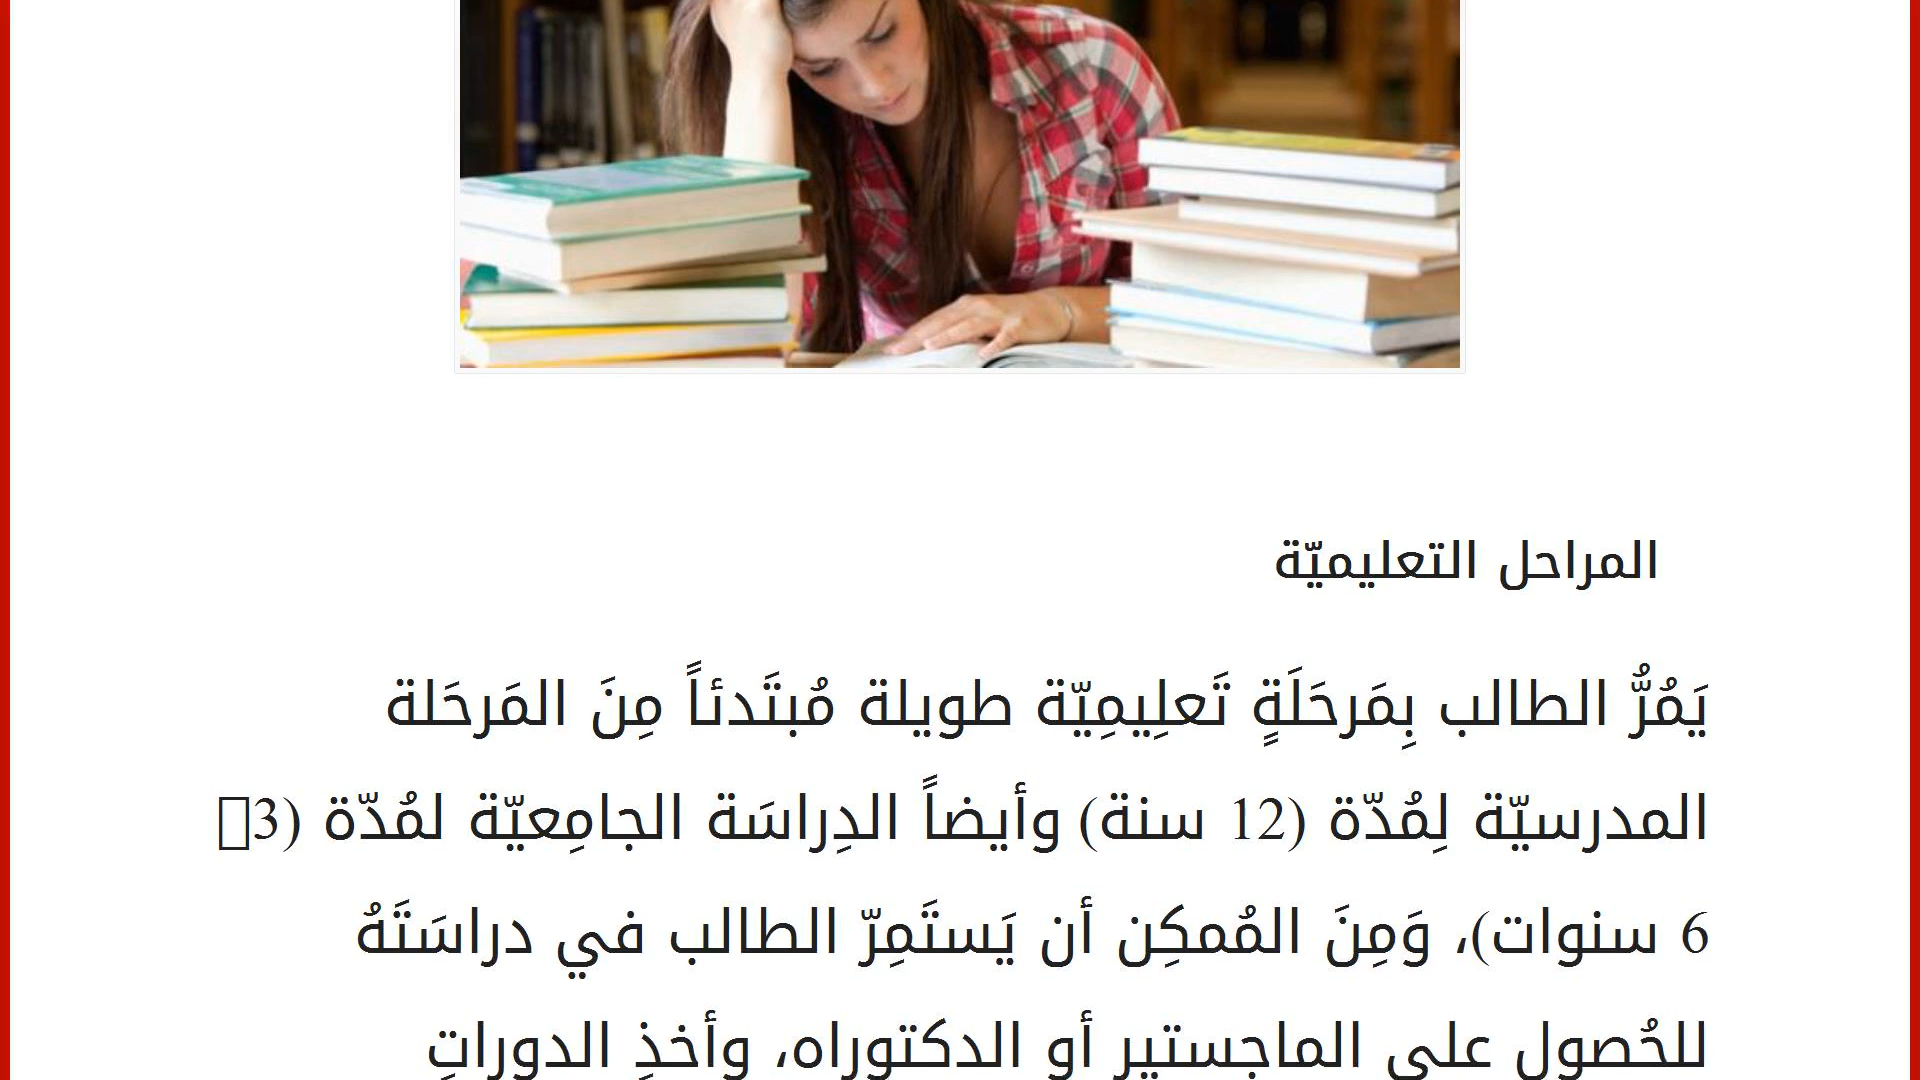 المراحل التعليميّة
يَمُرُّ الطالب بِمَرحَلَةٍ تَعلِيمِيّة طويلة مُبتَدئاً مِنَ المَرحَلة
المدرسيّة لِمُدّة (12 سنة) وأيضاً الدِراسَة الجامِعيّة لمُدّة (3
6 سنوات)، وَمِنَ المُمكِن أن يَستَمِرّ الطالب في دراسَتَهُ
للحُصول على الماجستير أو الدكتوراه، وأخذِ الدوراتِ